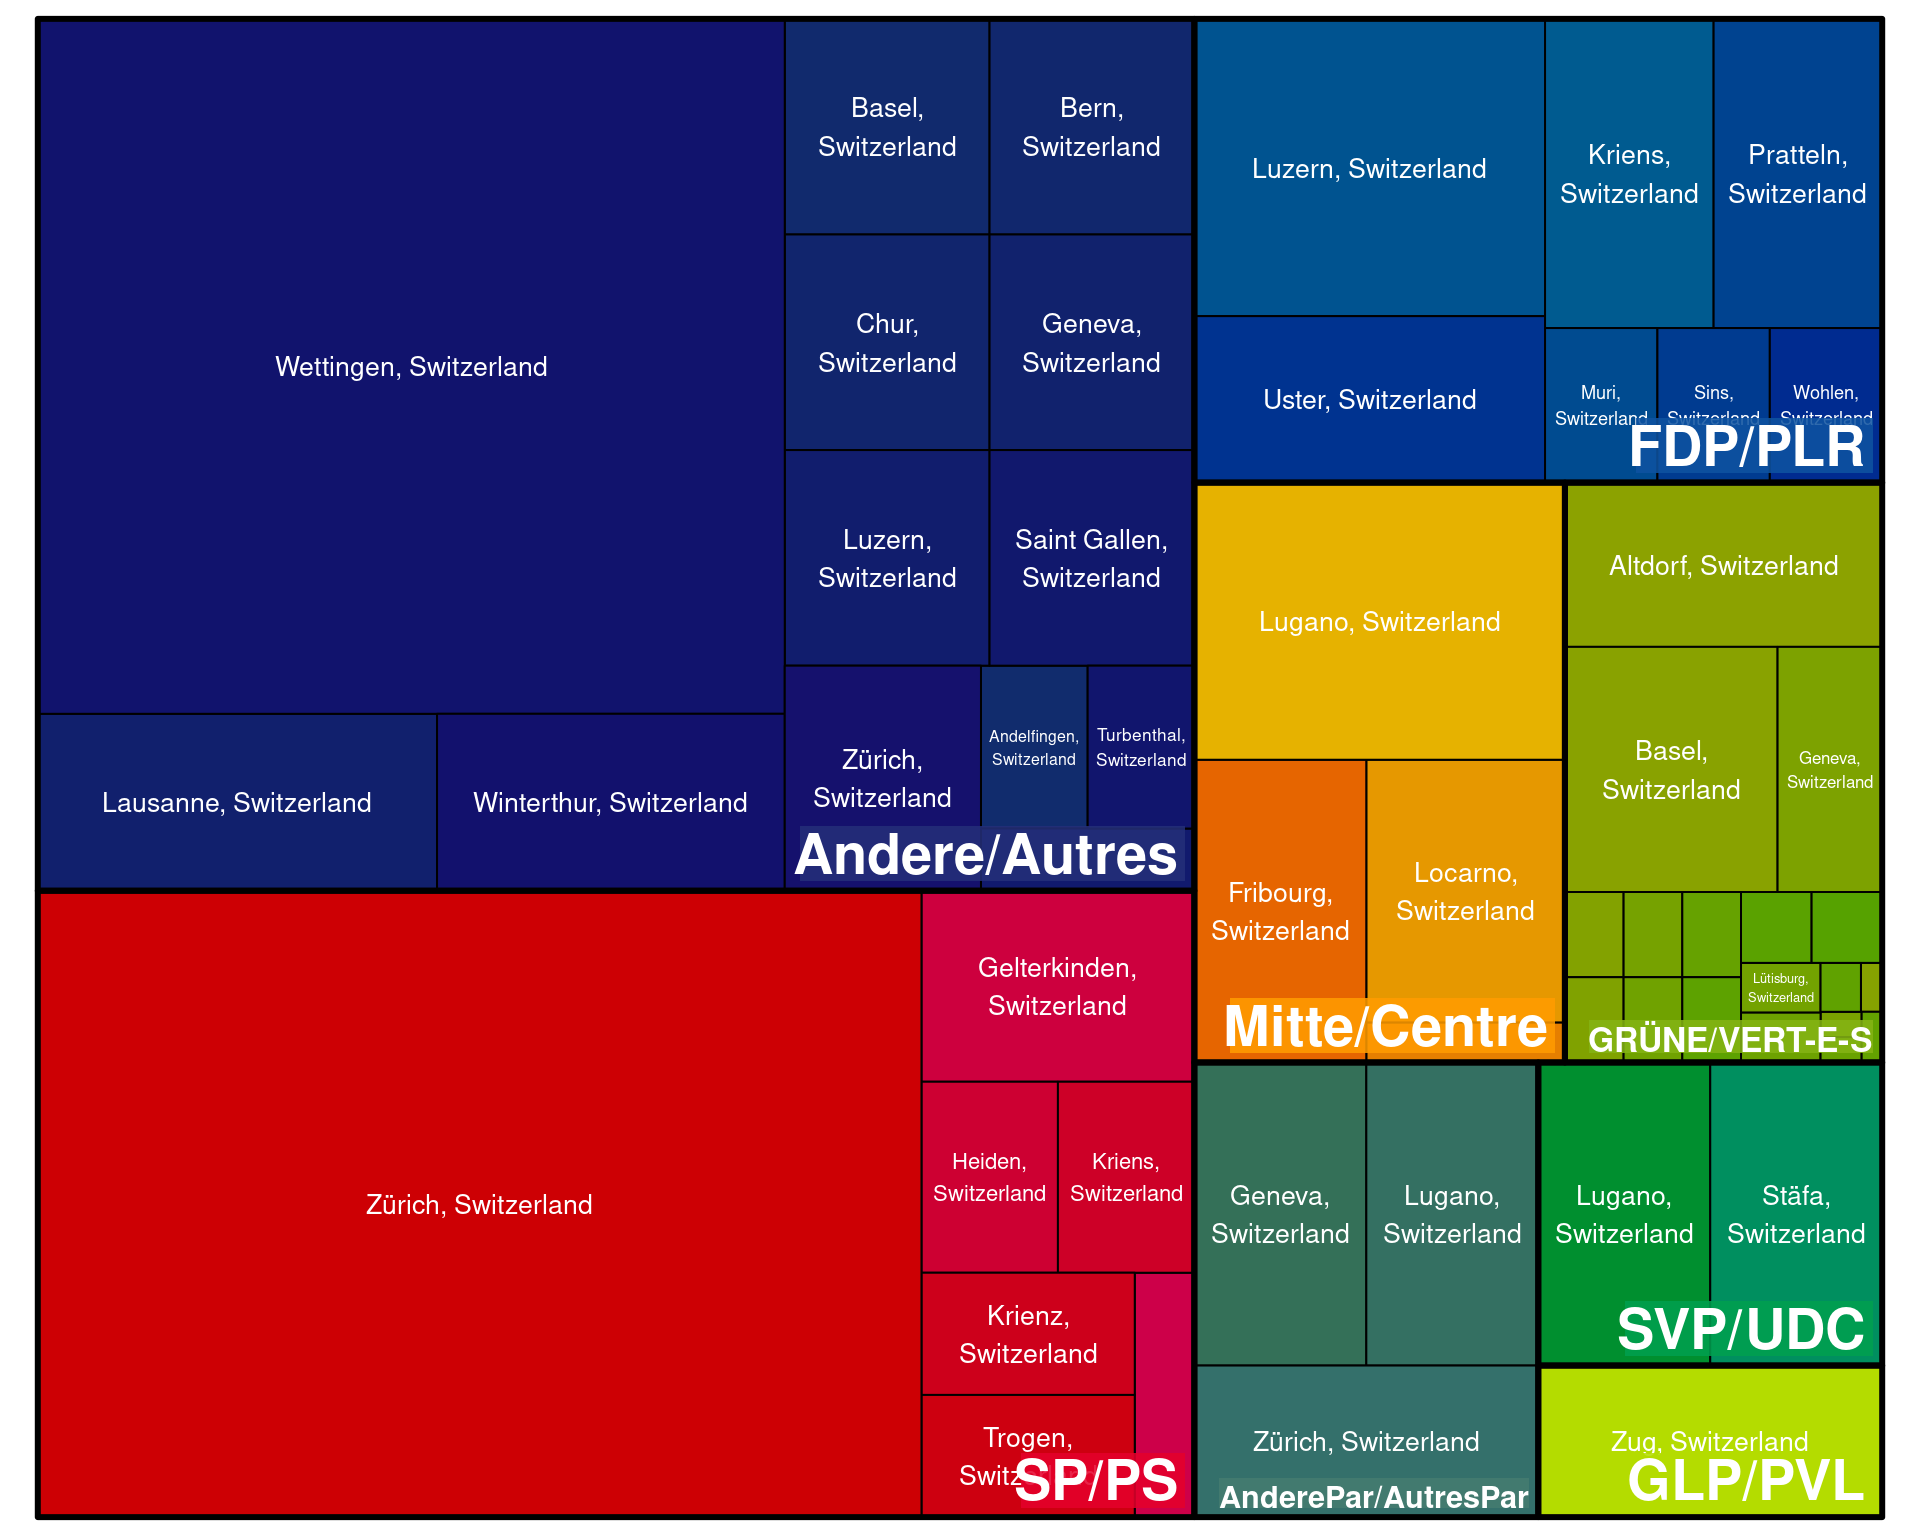 Wettingen, Switzerland
Lausanne, Switzerland
Winterthur, Switzerland
Basel,
Switzerland
Bern,
Switzerland
Chur,
Switzerland
Geneva,
Switzerland
Luzern,
Switzerland
Saint Gallen,
Switzerland
Zürich,
Switzerland
Andelfingen,
Switzerland
Turbenthal,
Switzerland
Andere/Autres
Zürich, Switzerland
Gelterkinden,
Switzerland
Heiden,
Switzerland
Kriens,
Switzerland
Krienz,
Switzerland
Trogen,
Switzerland
SP/PS
Luzern, Switzerland
Uster, Switzerland
Kriens,
Switzerland
Pratteln,
Switzerland
Muri,
Switzerland
Sins,
Switzerland
Wohlen,
Switzerland
FDP/PLR
Lugano, Switzerland
Fribourg,
Switzerland
Locarno,
Switzerland
Mitte/Centre
Altdorf, Switzerland
Basel,
Switzerland
Geneva,
Switzerland
Lütisburg,
Switzerland
GRÜNE/VERT-E-S
Geneva,
Switzerland
Lugano,
Switzerland
Zürich, Switzerland
AnderePar/AutresPar
Lugano,
Switzerland
Stäfa,
Switzerland
SVP/UDC
Zug, Switzerland
GLP/PVL